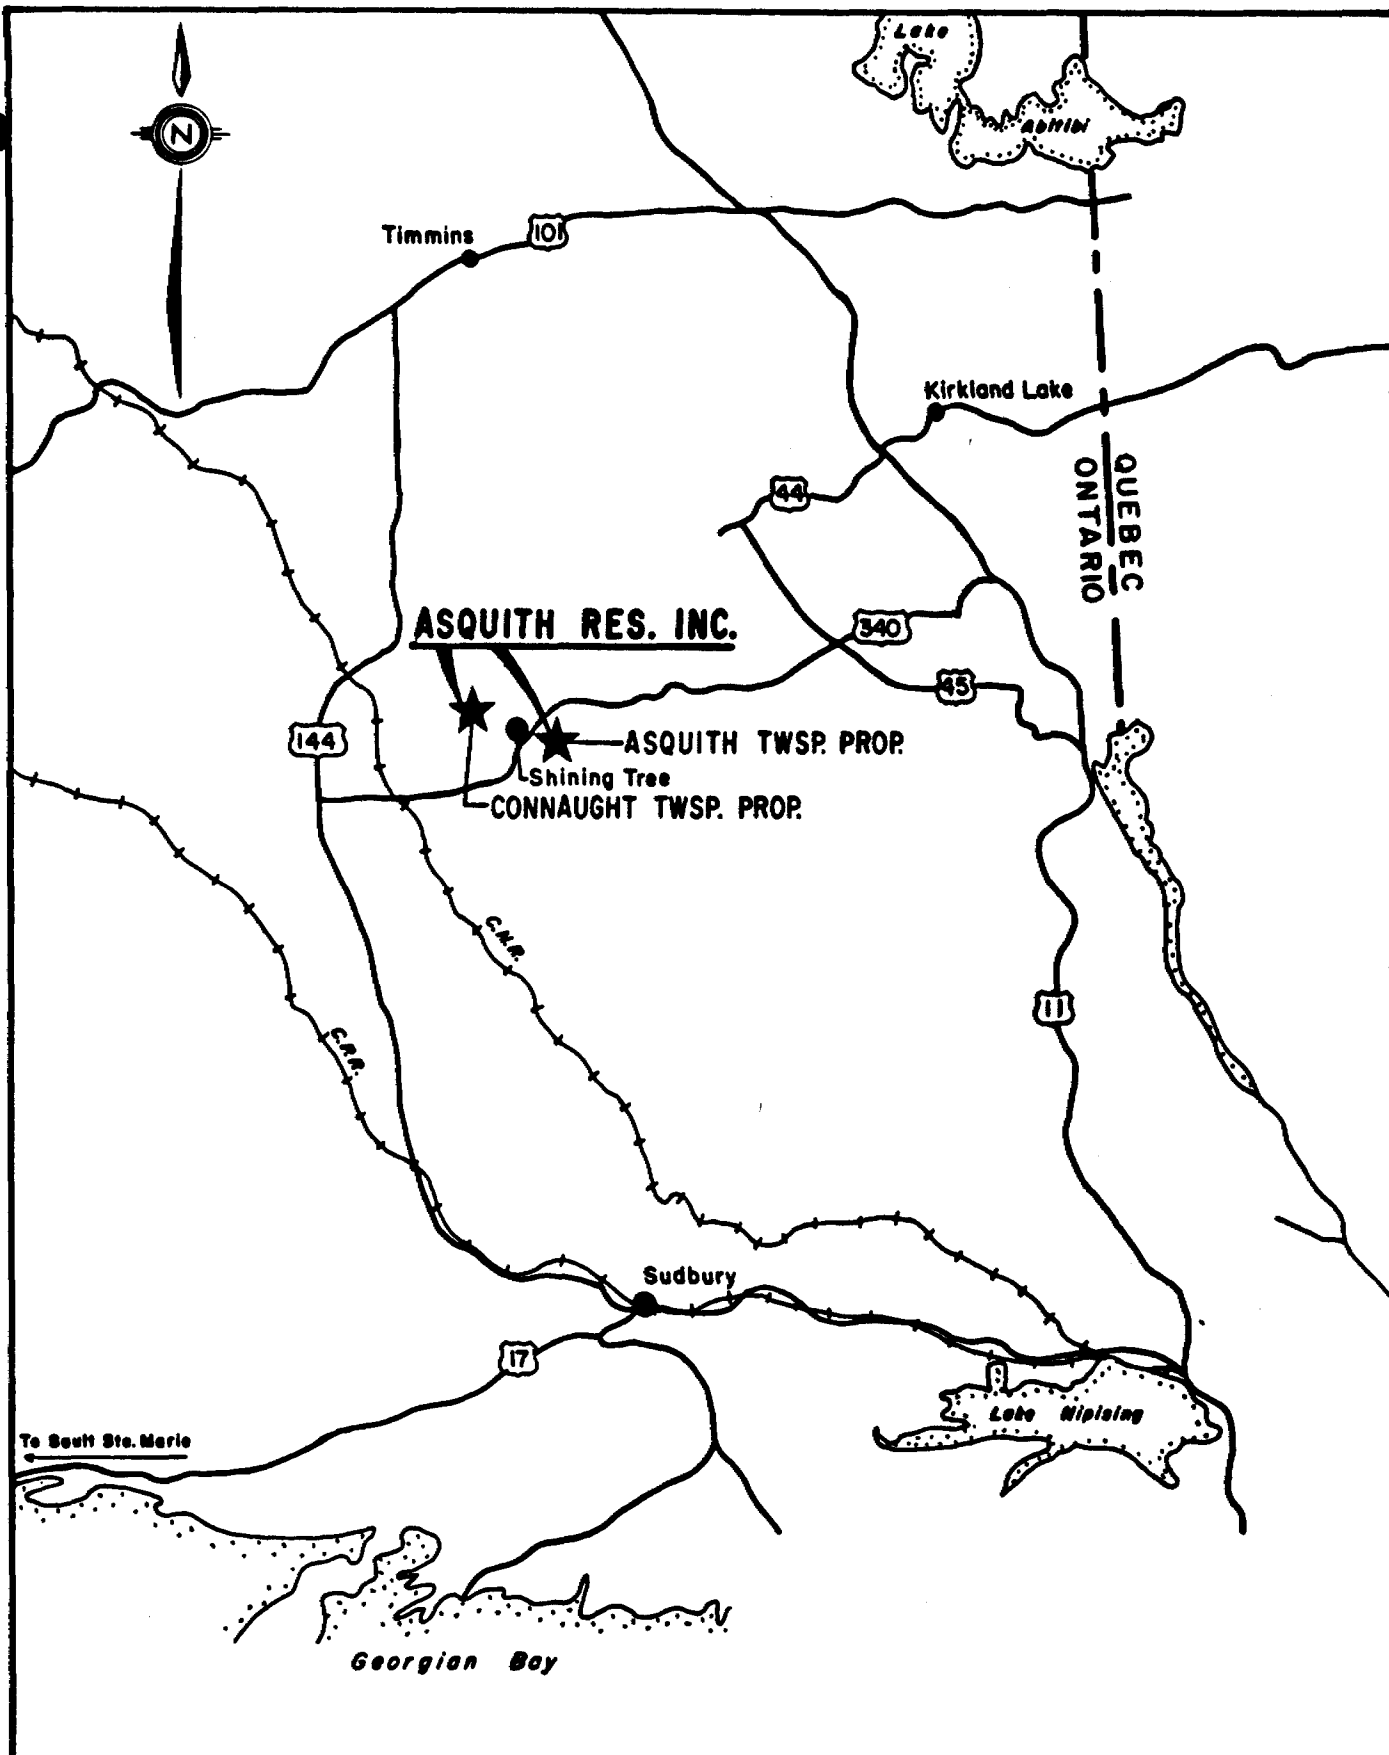 Lake
Abitibi
N
Timmins
101
Kirkland Lake
44
QUEBEC
ONTARIO
ASQUITH RES. INC.
340
45
144
ASQUITH TWSP. PROP.
Shining Tree
CONNAUGHT TWSP. PROP.
C.N.R.
11
C.P.R.
Sudbury
17
Lake Nipissing
To Sault Ste. Marie
Georgian Bay